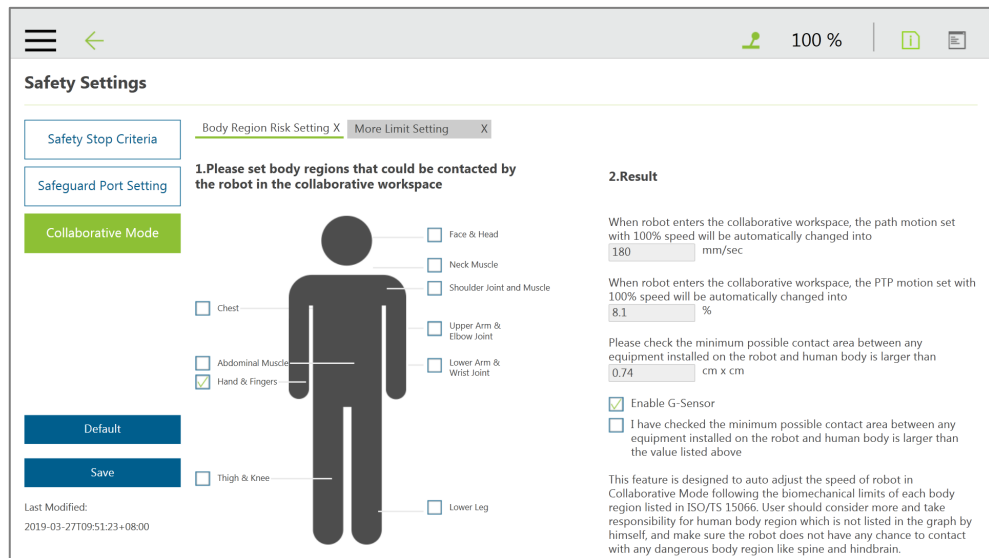 100 %
Safety Settings
Safety Stop Criteria
Safeguard Port Setting
Collaborative Mode
Default
Save
Last Modified:
2019-03-27T09:51:23+08:00
Body Region Risk Setting X
More Limit Setting X
1.Please set body regions that could be contacted by
the robot in the collaborative workspace
Face & Head
Neck Muscle
Shoulder Joint and Muscle
Chest
Upper Arm &
Elbow Joint
Abdominal Muscle
Lower Arm &
Wrist Joint
Hand & Fingers
Thigh & Knee
Lower Leg
2.Result
When robot enters the collaborative workspace, the path motion set
with 100% speed will be automatically changed into
180 mm/sec
When robot enters the collaborative workspace, the PTP motion set with
100% speed will be automatically changed into
8.1 %
Please check the minimum possible contact area between any
equipment installed on the robot and human body is larger than
0.74 cm x cm
Enable G-Sensor
I have checked the minimum possible contact area between any
equipment installed on the robot and human body is larger than
the value listed above
This feature is designed to auto adjust the speed of robot in
Collaborative Mode following the biomechanical limits of each body
region listed in ISO/TS 15066. User should consider more and take
responsibility for human body region which is not listed in the graph by
himself, and make sure the robot does not have any chance to contact
with any dangerous body region like spine and hindbrain.